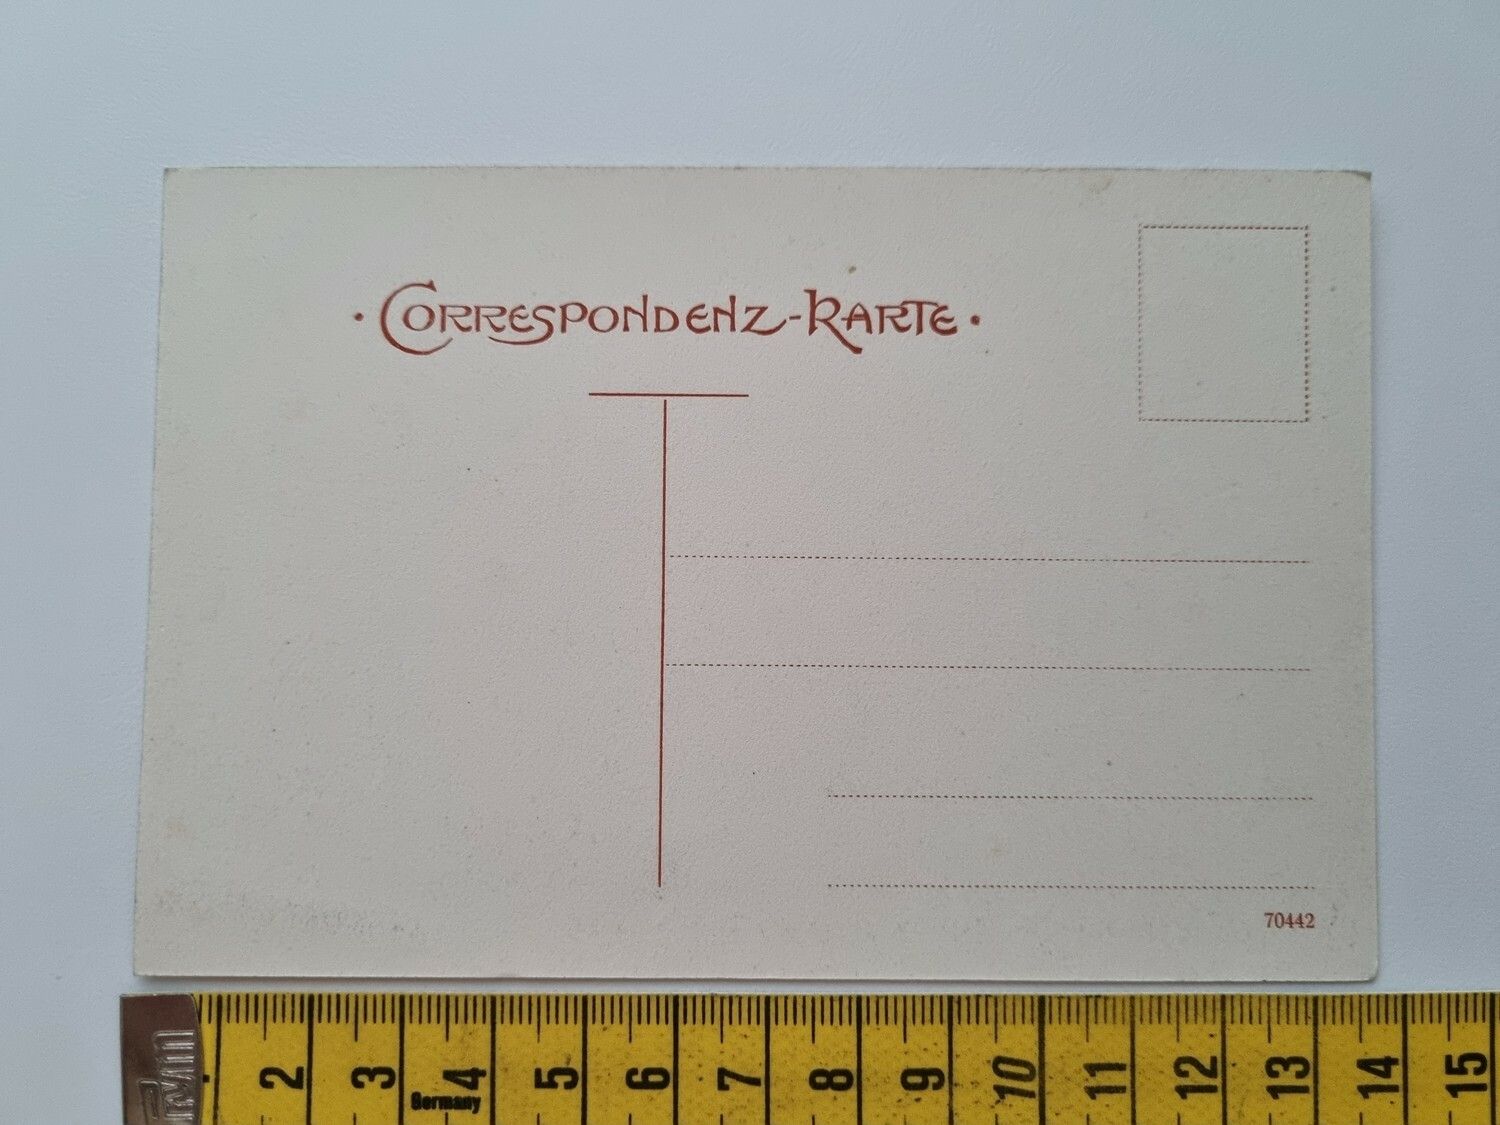 · CORRESPONDENZ-KARTE ·
70442
2 3 4 5 6 7 8 9 10 11 12 13 14 15
Germany